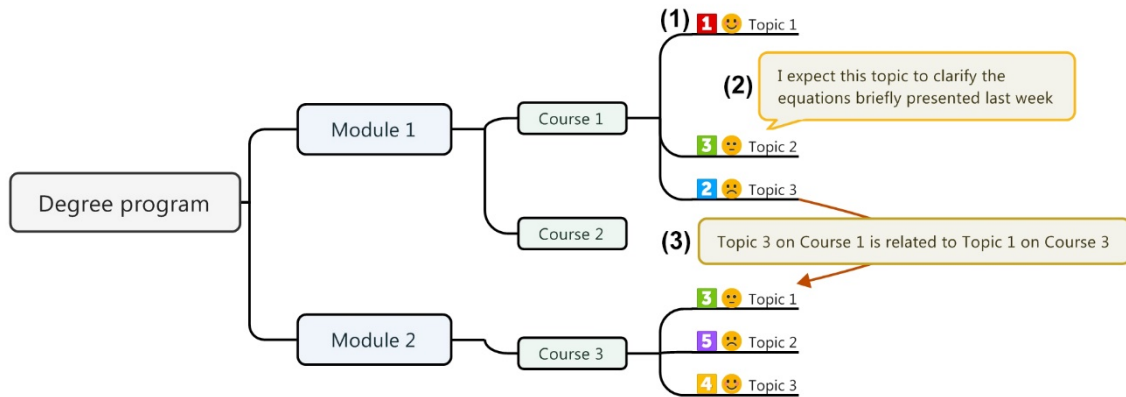 (1) 1 Topic 1
(2) I expect this topic to clarify the
equations briefly presented last week
Module 1
Course 1
3 Topic 2
2 Topic 3
Degree program
Course 2
(3) Topic 3 on Course 1 is related to Topic 1 on Course 3
3 Topic 1
Module 2
Course 3
5 Topic 2
4 Topic 3